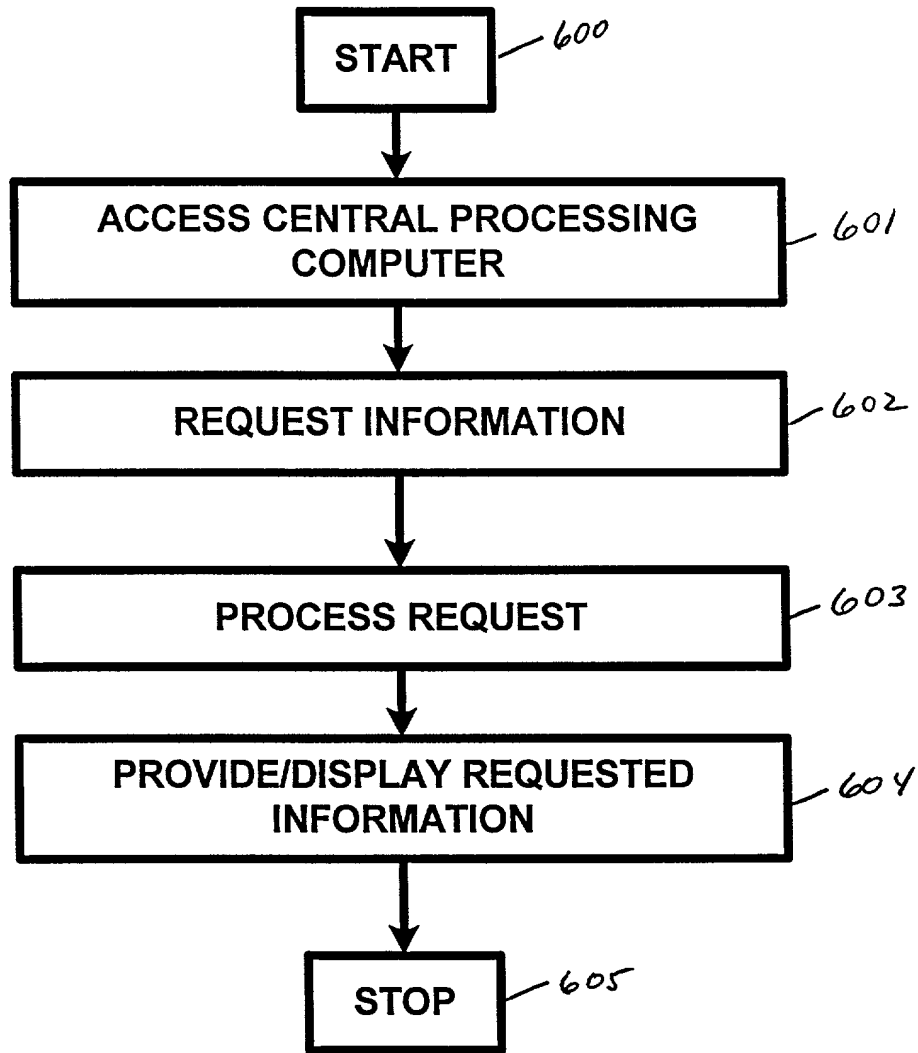 START
600
ACCESS CENTRAL PROCESSING
COMPUTER
601
REQUEST INFORMATION
602
PROCESS REQUEST
603
PROVIDE/DISPLAY REQUESTED
INFORMATION
604
STOP
605